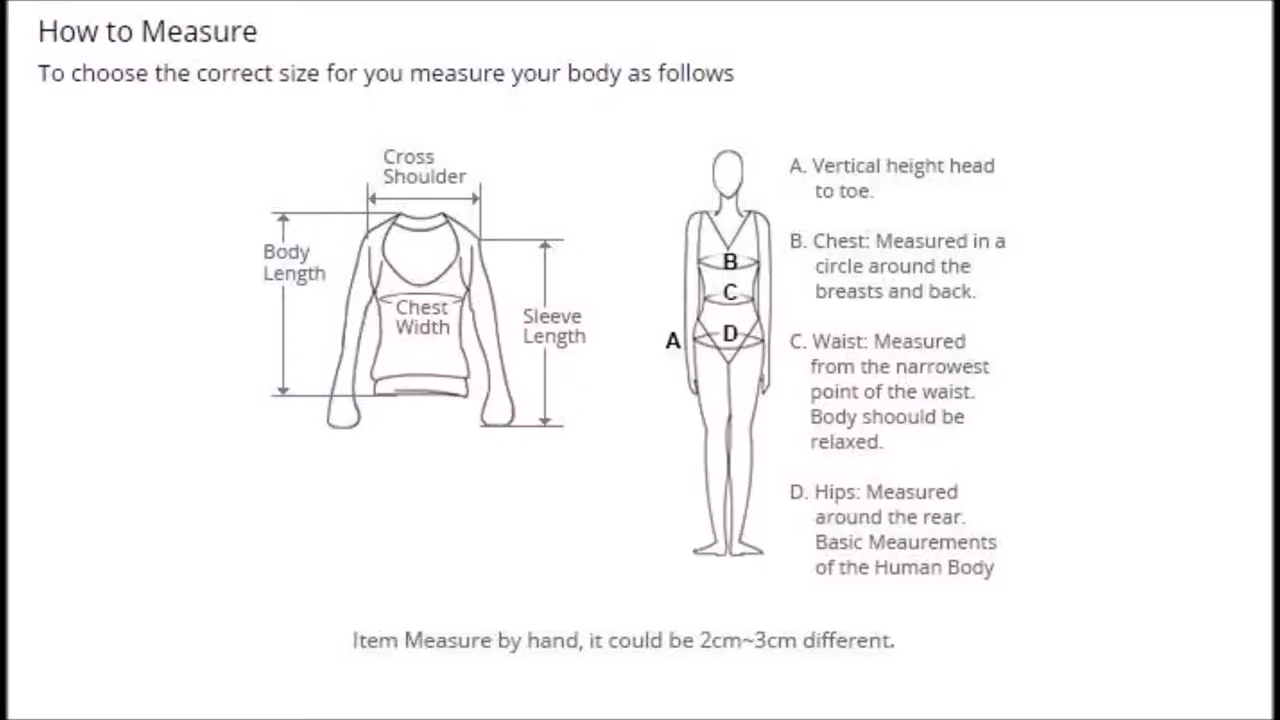 How to Measure
To choose the correct size for you measure your body as follows
Cross
Shoulder
Body
Length
Chest
Width
Sleeve
Length
A
B
C
D
A. Vertical height head
to toe.
B. Chest: Measured in a
circle around the
breasts and back.
C. Waist: Measured
from the narrowest
point of the waist.
Body shoould be
relaxed.
D. Hips: Measured
around the rear.
Basic Meaurements
of the Human Body
Item Measure by hand, it could be 2cm~3cm different.